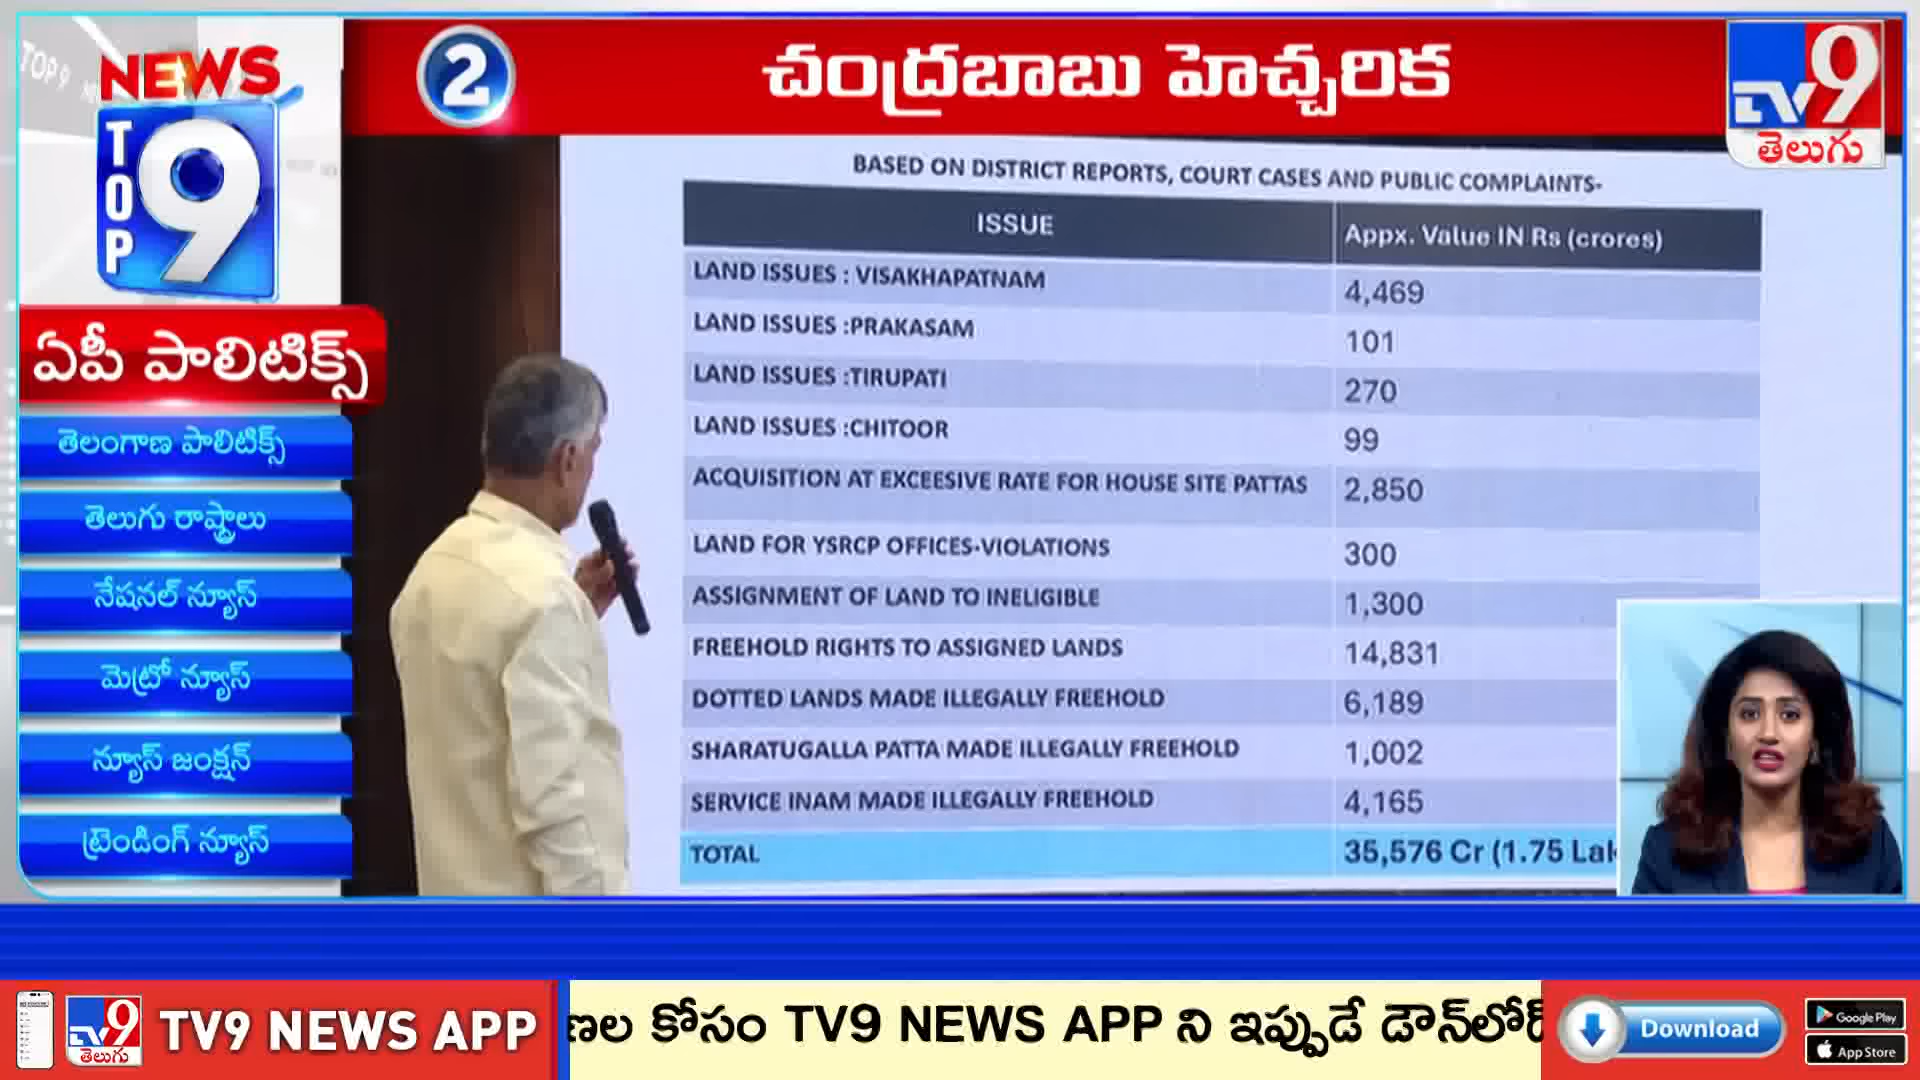 TOP 9
NEWS
TOP
9
2
చంద్రబాబు హెచ్చరిక
TV9
తెలుగు
ఏపీ పాలిటిక్స్
తెలంగాణ పాలిటిక్స్
తెలుగు రాష్ట్రాలు
నేషనల్ న్యూస్
మెట్రో న్యూస్
న్యూస్ జంక్షన్
ట్రెండింగ్ న్యూస్
BASED ON DISTRICT REPORTS, COURT CASES AND PUBLIC COMPLAINTS-
ISSUE Appx. Value IN Rs (crores)
LAND ISSUES : VISAKHAPATNAM 4,469
LAND ISSUES :PRAKASAM 101
LAND ISSUES :TIRUPATI 270
LAND ISSUES :CHITOOR 99
ACQUISITION AT EXCEESIVE RATE FOR HOUSE SITE PATTAS 2,850
LAND FOR YSRCP OFFICES-VIOLATIONS 300
ASSIGNMENT OF LAND TO INELIGIBLE 1,300
FREEHOLD RIGHTS TO ASSIGNED LANDS 14,831
DOTTED LANDS MADE ILLEGALLY FREEHOLD 6,189
SHARATUGALLA PATTA MADE ILLEGALLY FREEHOLD 1,002
SERVICE INAM MADE ILLEGALLY FREEHOLD 4,165
TOTAL 35,576 Cr (1.75 Lak
TV9
తెలుగు
TV9 NEWS APP
ణల కోసం TV9 NEWS APP ని ఇప్పుడే డౌన్‌లోడ్
Download
Google Play
App Store